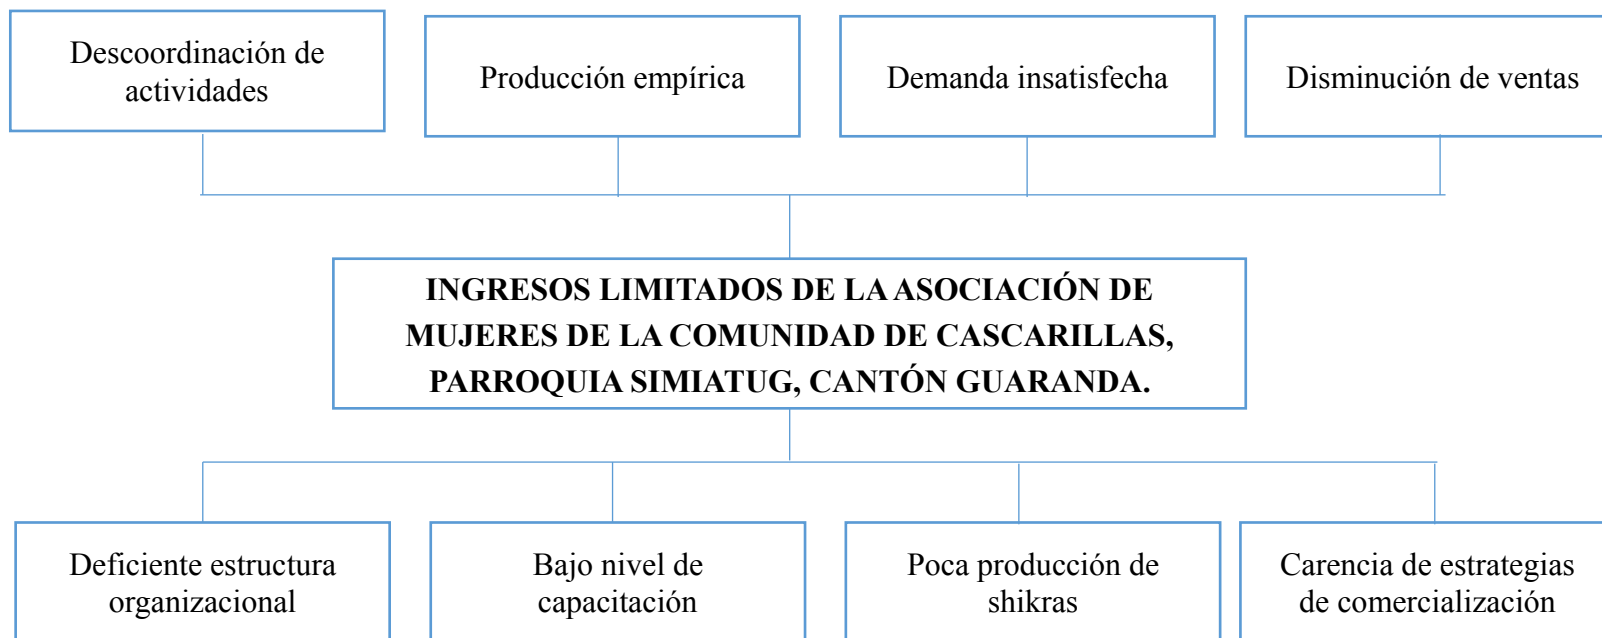 Descoordinación de
actividades
Producción empírica
Demanda insatisfecha
Disminución de ventas
INGRESOS LIMITADOS DE LA ASOCIACIÓN DE
MUJERES DE LA COMUNIDAD DE CASCARILLAS,
PARROQUIA SIMIATUG, CANTÓN GUARANDA.
Deficiente estructura
organizacional
Bajo nivel de
capacitación
Poca producción de
shikras
Carencia de estrategias
de comercialización